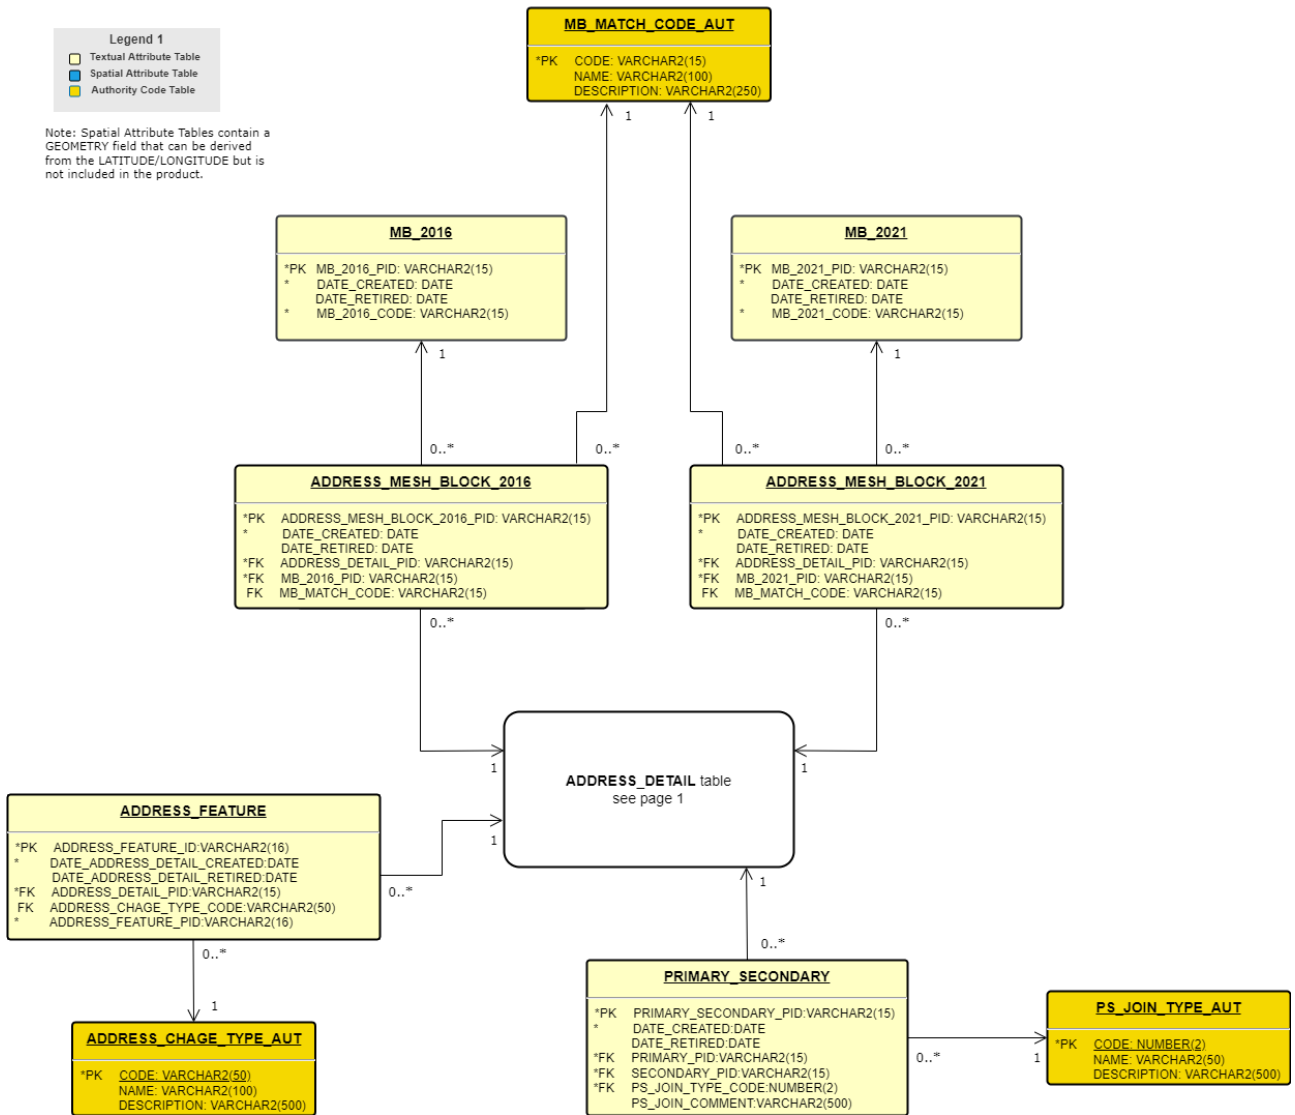 MB_MATCH_CODE_AUT
*PK CODE: VARCHAR2(15)
NAME: VARCHAR2(100)
DESCRIPTION: VARCHAR2(250)
Legend 1
Textual Attribute Table
Spatial Attribute Table
Authority Code Table
Note: Spatial Attribute Tables contain a
GEOMETRY field that can be derived
from the LATITUDE/LONGITUDE but is
not included in the product.
1
1
MB_2016
*PK MB_2016_PID: VARCHAR2(15)
* DATE_CREATED: DATE
DATE_RETIRED: DATE
* MB_2016_CODE: VARCHAR2(15)
MB_2021
*PK MB_2021_PID: VARCHAR2(15)
* DATE_CREATED: DATE
DATE_RETIRED: DATE
* MB_2021_CODE: VARCHAR2(15)
1
1
0..*
0..*
0..*
0..*
ADDRESS_MESH_BLOCK_2016
*PK ADDRESS_MESH_BLOCK_2016_PID: VARCHAR2(15)
* DATE_CREATED: DATE
DATE_RETIRED: DATE
*FK ADDRESS_DETAIL_PID: VARCHAR2(15)
*FK MB_2016_PID: VARCHAR2(15)
FK MB_MATCH_CODE: VARCHAR2(15)
ADDRESS_MESH_BLOCK_2021
*PK ADDRESS_MESH_BLOCK_2021_PID: VARCHAR2(15)
* DATE_CREATED: DATE
DATE_RETIRED: DATE
*FK ADDRESS_DETAIL_PID: VARCHAR2(15)
*FK MB_2021_PID: VARCHAR2(15)
FK MB_MATCH_CODE: VARCHAR2(15)
0..*
0..*
1
1
ADDRESS_DETAIL table
see page 1
1
1
ADDRESS_FEATURE
*PK ADDRESS_FEATURE_ID:VARCHAR2(16)
* DATE_ADDRESS_DETAIL_CREATED:DATE
DATE_ADDRESS_DETAIL_RETIRED:DATE
*FK ADDRESS_DETAIL_PID:VARCHAR2(15)
FK ADDRESS_CHAGE_TYPE_CODE:VARCHAR2(50)
* ADDRESS_FEATURE_PID:VARCHAR2(16)
0..*
0..*
1
0..*
ADDRESS_CHAGE_TYPE_AUT
*PK CODE: VARCHAR2(50)
NAME: VARCHAR2(100)
DESCRIPTION: VARCHAR2(500)
PRIMARY_SECONDARY
*PK PRIMARY_SECONDARY_PID:VARCHAR2(15)
* DATE_CREATED:DATE
DATE_RETIRED:DATE
*FK PRIMARY_PID:VARCHAR2(15)
*FK SECONDARY_PID:VARCHAR2(15)
*FK PS_JOIN_TYPE_CODE:NUMBER(2)
PS_JOIN_COMMENT:VARCHAR2(500)
0..*
1
PS_JOIN_TYPE_AUT
*PK CODE: NUMBER(2)
NAME: VARCHAR2(50)
DESCRIPTION: VARCHAR2(500)